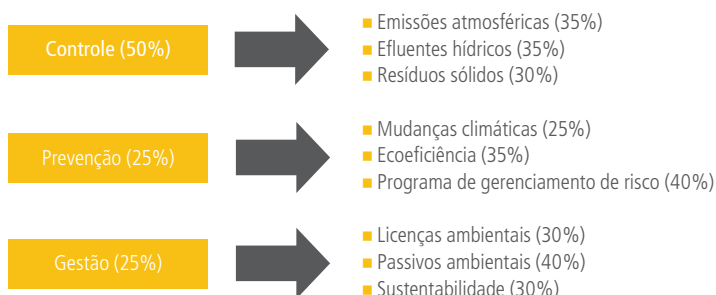 Controle (50%)
Emissões atmosféricas (35%)
Efluentes hídricos (35%)
Resíduos sólidos (30%)
Prevenção (25%)
Mudanças climáticas (25%)
Ecoeficiência (35%)
Programa de gerenciamento de risco (40%)
Gestão (25%)
Licenças ambientais (30%)
Passivos ambientais (40%)
Sustentabilidade (30%)